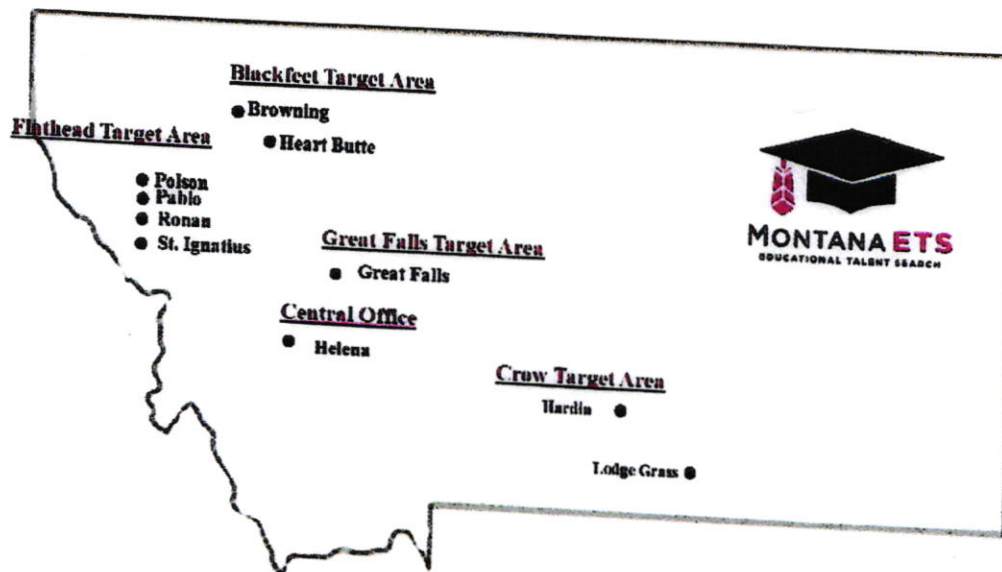 Blackfeet Target Area
Browning
Heart Butte
Flathead Target Area
Polson
Pablo
Ronan
St. Ignatius
Great Falls Target Area
Great Falls
Central Office
Helena
Crow Target Area
Hardin
Lodge Grass
MONTANA ETS
EDUCATIONAL TALENT SEARCH